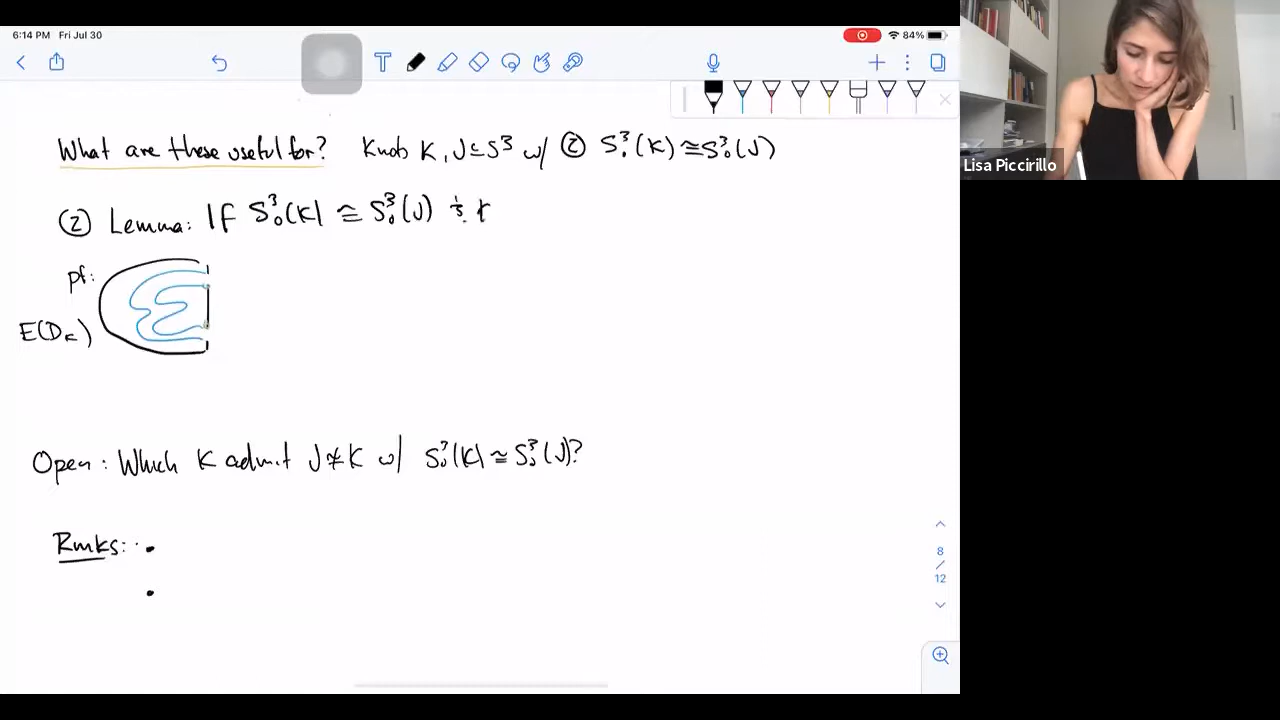 6:14 PM Fri Jul 30
84%
Lisa Piccirillo
What are these useful for? Knots K, J ⊆ S³ w/ ② S³₀(K) ≅ S³₀(J)
② Lemma: If S³₀(K) ≅ S³₀(J) &
pf:
E(D_K)
Open: Which K admit J ≄ K w/ S³₀(K) ≅ S³₀(J)?
Rmks:
8
/
12